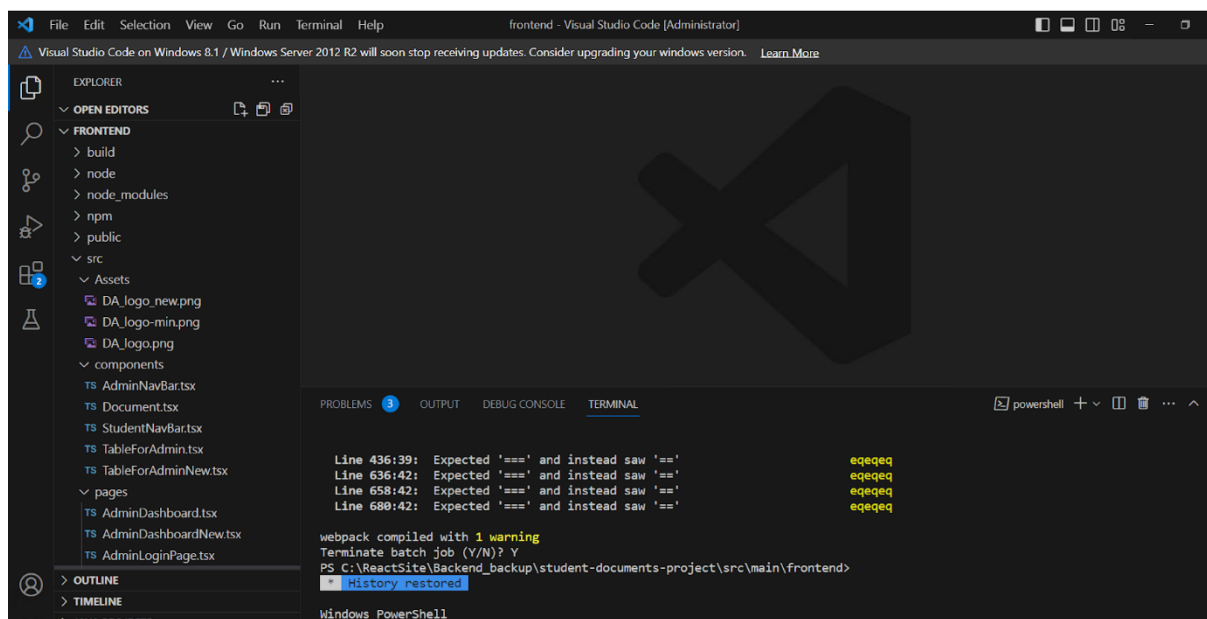 File Edit Selection View Go Run Terminal Help frontend - Visual Studio Code [Administrator]
Visual Studio Code on Windows 8.1 / Windows Server 2012 R2 will soon stop receiving updates. Consider upgrading your windows version. Learn More
EXPLORER
OPEN EDITORS
FRONTEND
build
node
node_modules
npm
public
src
Assets
DA_logo_new.png
DA_logo-min.png
DA_logo.png
components
TS AdminNavBar.tsx
TS Document.tsx
TS StudentNavBar.tsx
TS TableForAdmin.tsx
TS TableForAdminNew.tsx
pages
TS AdminDashboard.tsx
TS AdminDashboardNew.tsx
TS AdminLoginPage.tsx
OUTLINE
TIMELINE
2
PROBLEMS 3 OUTPUT DEBUG CONSOLE TERMINAL
powershell
Line 436:39: Expected '===' and instead saw '==' eqeqeq
Line 636:42: Expected '===' and instead saw '==' eqeqeq
Line 658:42: Expected '===' and instead saw '==' eqeqeq
Line 680:42: Expected '===' and instead saw '==' eqeqeq
webpack compiled with 1 warning
Terminate batch job (Y/N)? Y
PS C:\ReactSite\Backend_backup\student-documents-project\src\main\frontend>
* History restored
Windows PowerShell